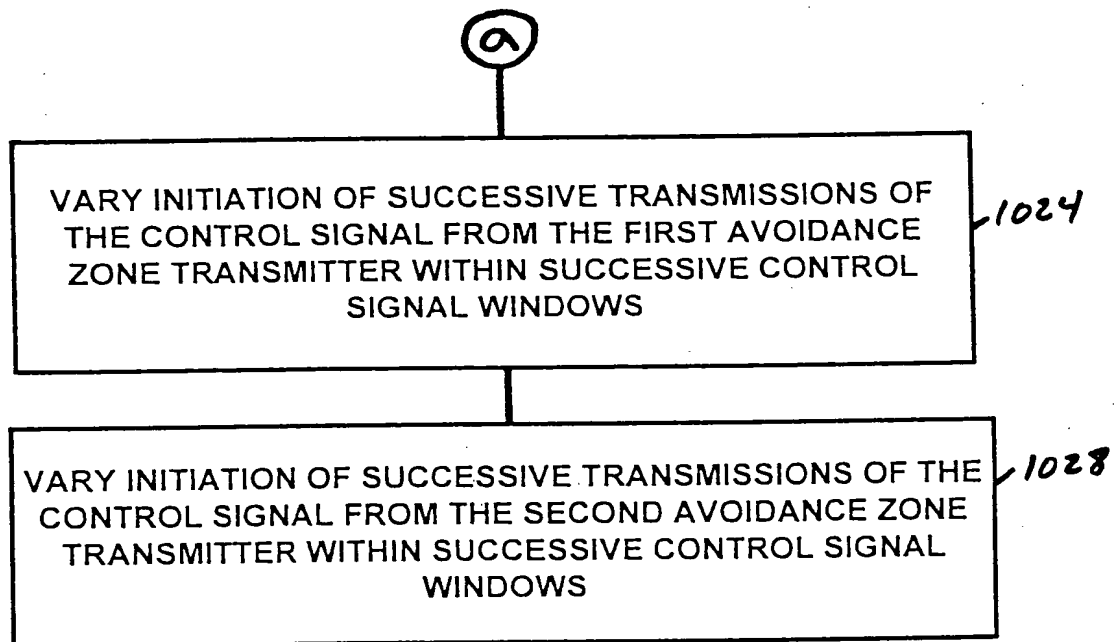 a
VARY INITIATION OF SUCCESSIVE TRANSMISSIONS OF
THE CONTROL SIGNAL FROM THE FIRST AVOIDANCE
ZONE TRANSMITTER WITHIN SUCCESSIVE CONTROL
SIGNAL WINDOWS
1024
VARY INITIATION OF SUCCESSIVE TRANSMISSIONS OF THE
CONTROL SIGNAL FROM THE SECOND AVOIDANCE ZONE
TRANSMITTER WITHIN SUCCESSIVE CONTROL SIGNAL
WINDOWS
1028